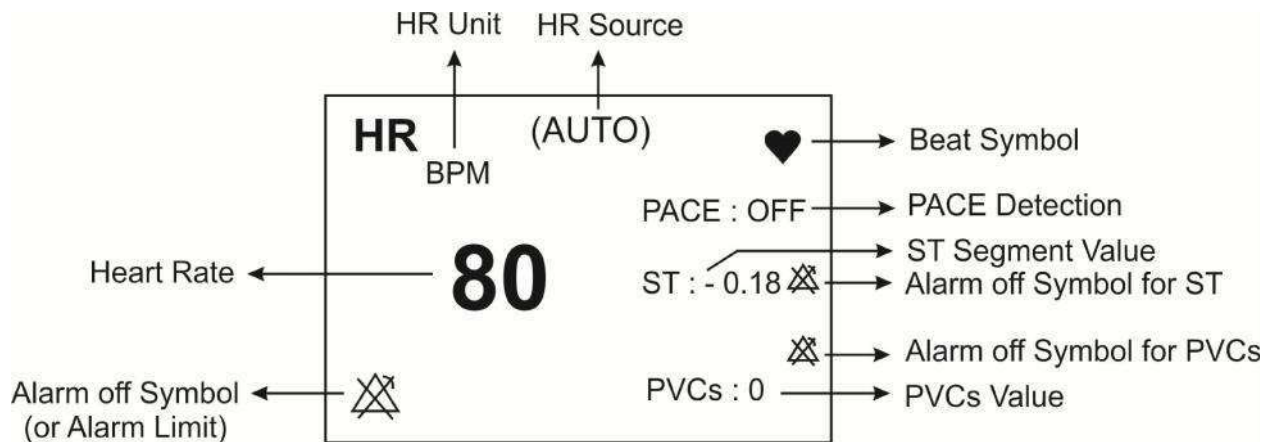 HR Unit HR Source
HR (AUTO)
BPM
Beat Symbol
PACE : OFF PACE Detection
ST Segment Value
Heart Rate 80 ST : - 0.18 Alarm off Symbol for ST
Alarm off Symbol for PVCs
Alarm off Symbol PVCs : 0 PVCs Value
(or Alarm Limit)